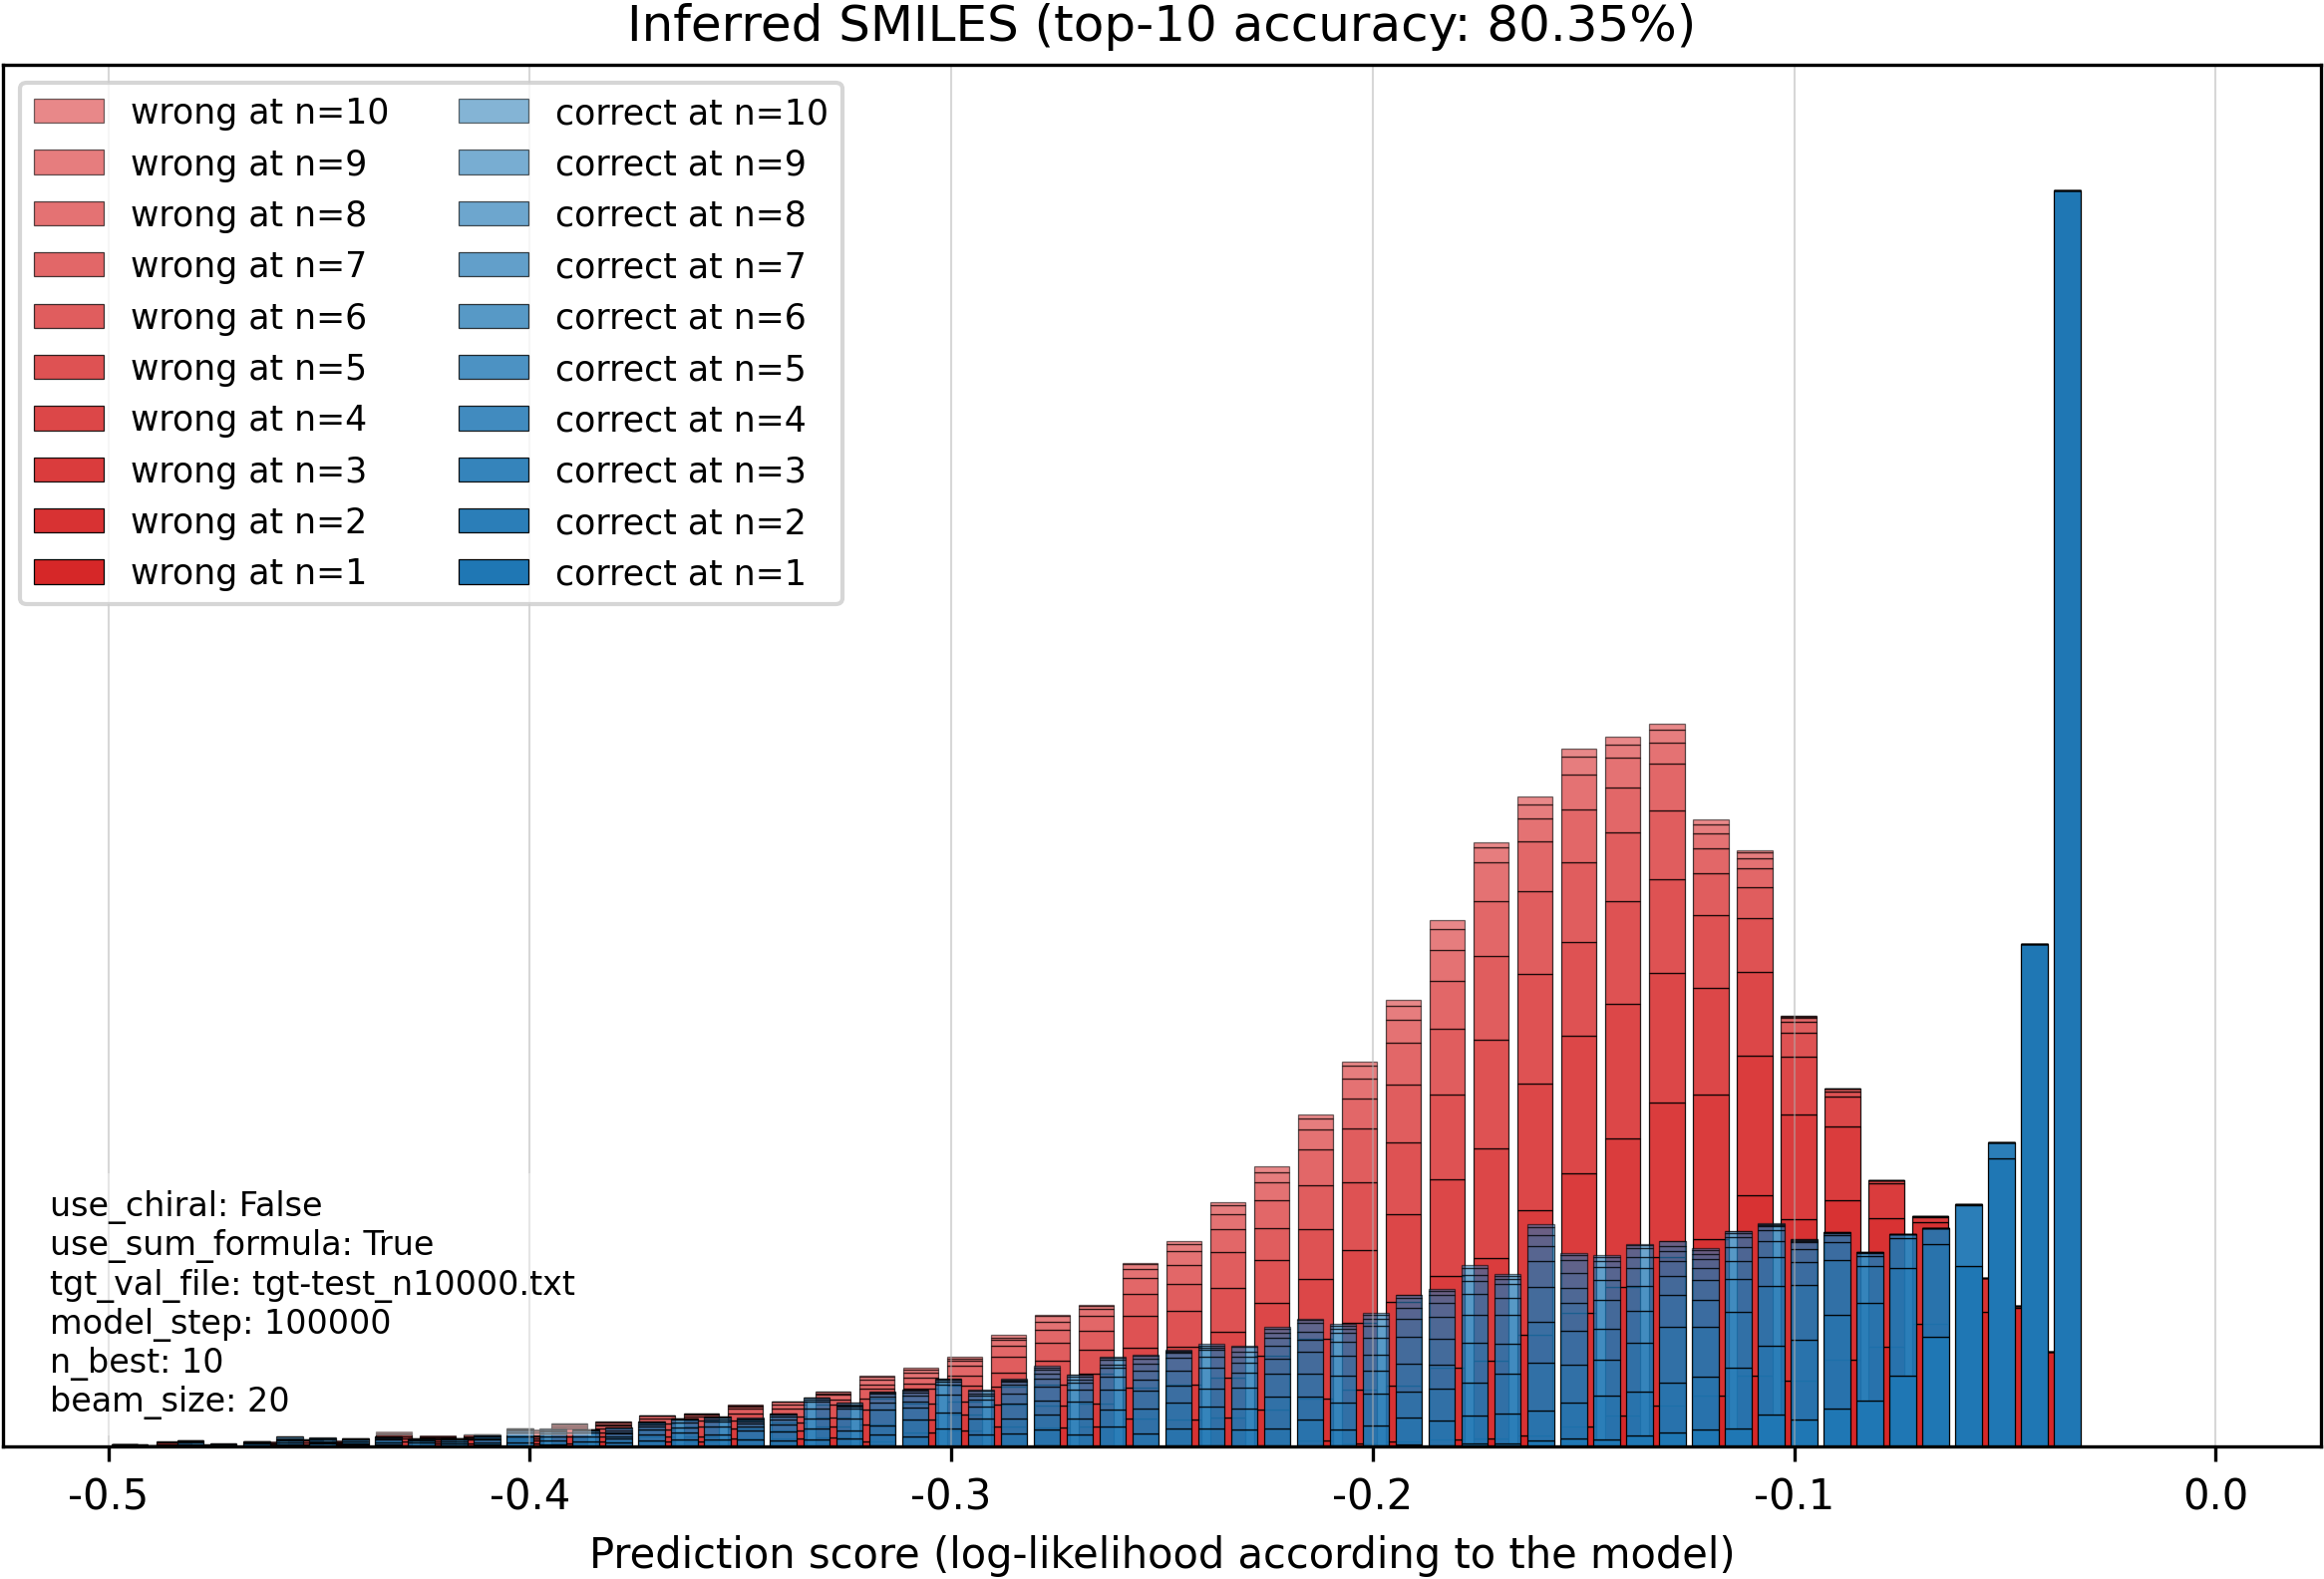 Inferred SMILES (top-10 accuracy: 80.35%)
wrong at n=10
wrong at n=9
wrong at n=8
wrong at n=7
wrong at n=6
wrong at n=5
wrong at n=4
wrong at n=3
wrong at n=2
wrong at n=1
correct at n=10
correct at n=9
correct at n=8
correct at n=7
correct at n=6
correct at n=5
correct at n=4
correct at n=3
correct at n=2
correct at n=1
use_chiral: False
use_sum_formula: True
tgt_val_file: tgt-test_n10000.txt
model_step: 100000
n_best: 10
beam_size: 20
-0.5 -0.4 -0.3 -0.2 -0.1 0.0
Prediction score (log-likelihood according to the model)